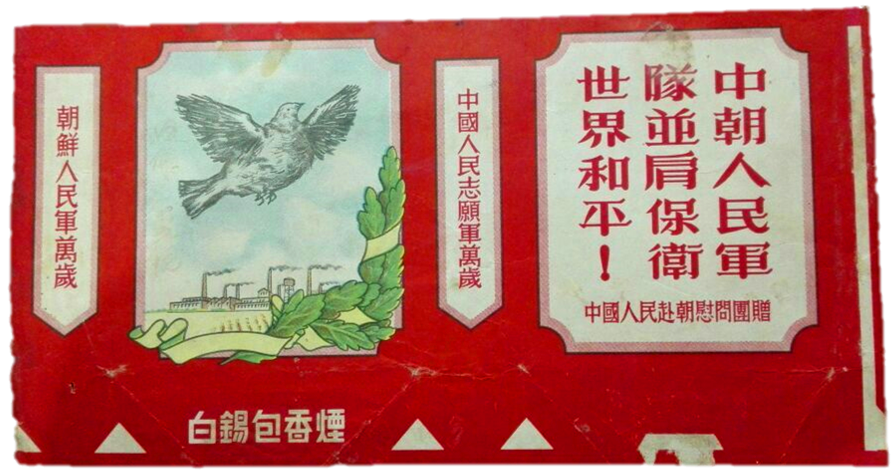 朝鮮人民軍萬歲
中國人民志願軍萬歲
中朝人民軍
隊並肩保衛
世界和平！
中國人民赴朝慰問團贈
白錫包香煙